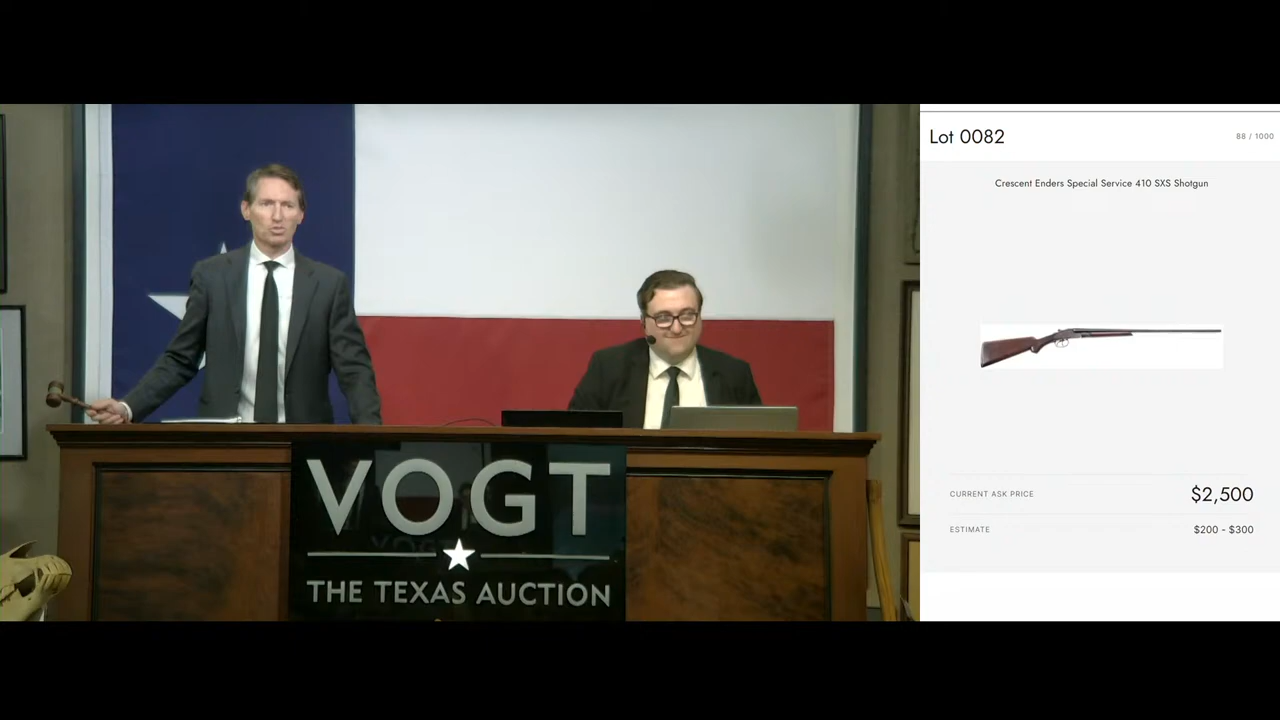 Lot 0082
88 / 1000
Crescent Enders Special Service 410 SXS Shotgun
CURRENT ASK PRICE
$2,500
ESTIMATE
$200 - $300
VOGT
THE TEXAS AUCTION